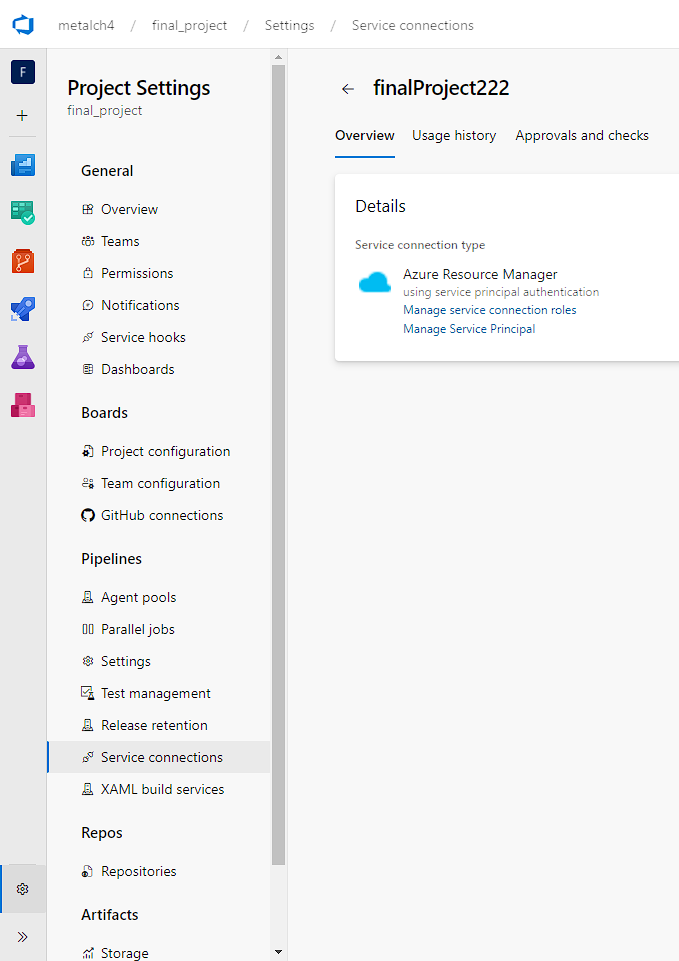 metalch4 / final_project / Settings / Service connections
F
Project Settings
final_project
General
Overview
Teams
Permissions
Notifications
Service hooks
Dashboards
Boards
Project configuration
Team configuration
GitHub connections
Pipelines
Agent pools
Parallel jobs
Settings
Test management
Release retention
Service connections
XAML build services
Repos
Repositories
Artifacts
Storage
finalProject222
Overview Usage history Approvals and checks
Details
Service connection type
Azure Resource Manager
using service principal authentication
Manage service connection roles
Manage Service Principal